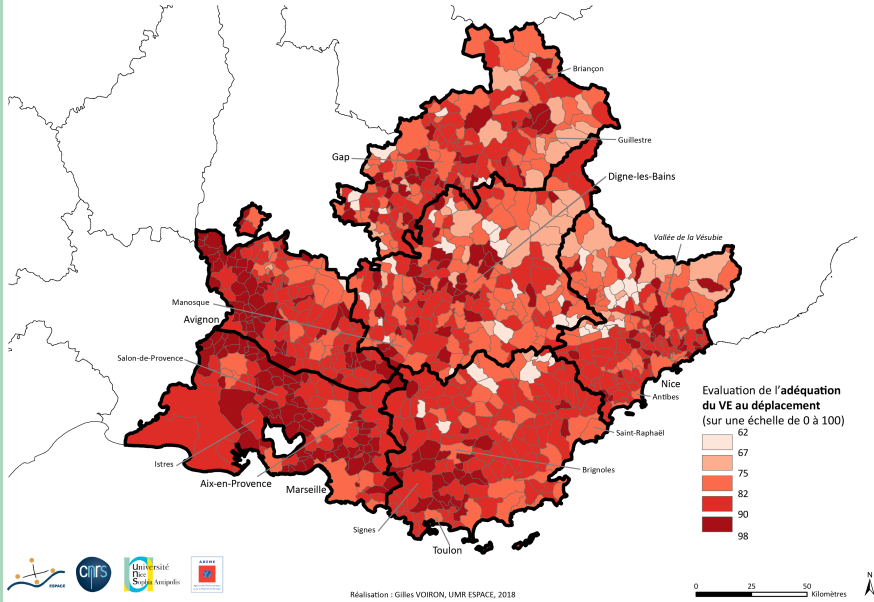 Briançon
Guillestre
Gap
Digne-les-Bains
Vallée de la Vésubie
Manosque
Avignon
Salon-de-Provence
Nice
Antibes
Evaluation de l'adéquation
du VE au déplacement
(sur une échelle de 0 à 100)
62
67
75
82
90
98
Saint-Raphaël
Istres
Brignoles
Aix-en-Provence
Marseille
Signes
Toulon
ESPACE
cnrs
université
nice
Sophia Antipolis
ADEME
Réalisation : Gilles VOIRON, UMR ESPACE, 2018
0 25 50
Kilomètres
N